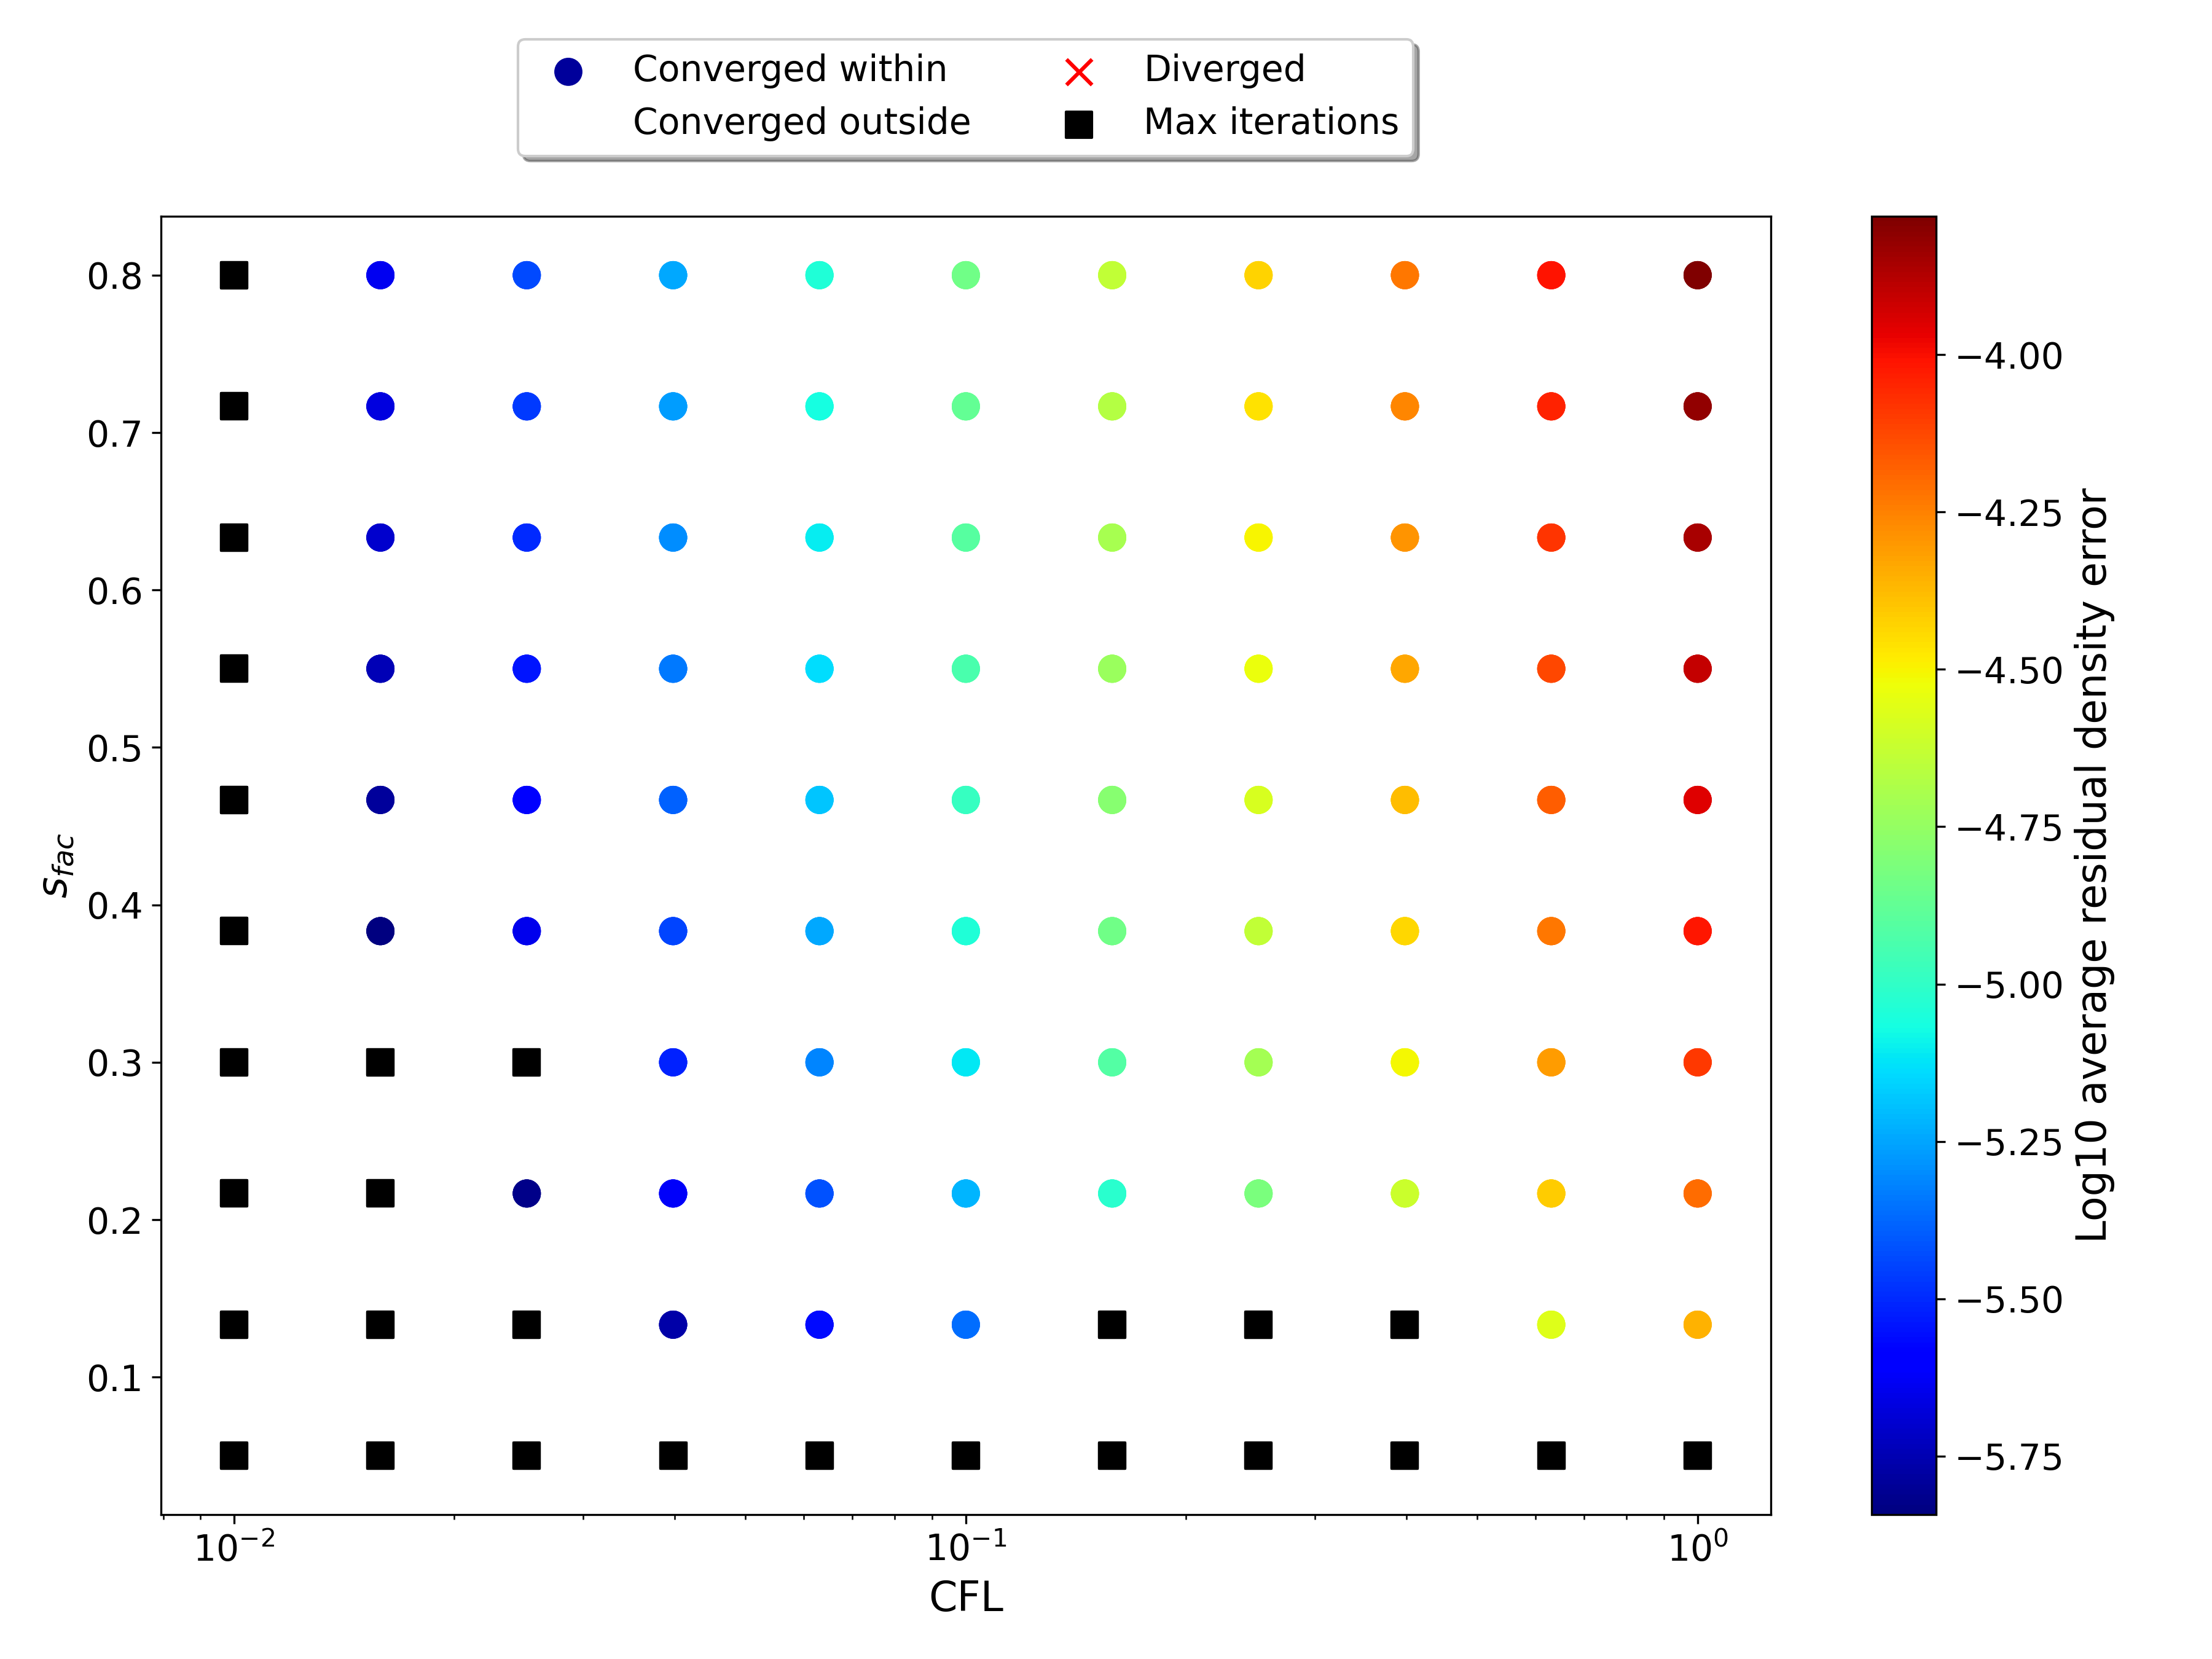 Converged within
Converged outside
Diverged
Max iterations
0.8
0.7
0.6
0.5
0.4
0.3
0.2
0.1
s_fac
10⁻²
10⁻¹
10⁰
CFL
−4.00
−4.25
−4.50
−4.75
−5.00
−5.25
−5.50
−5.75
Log10 average residual density error